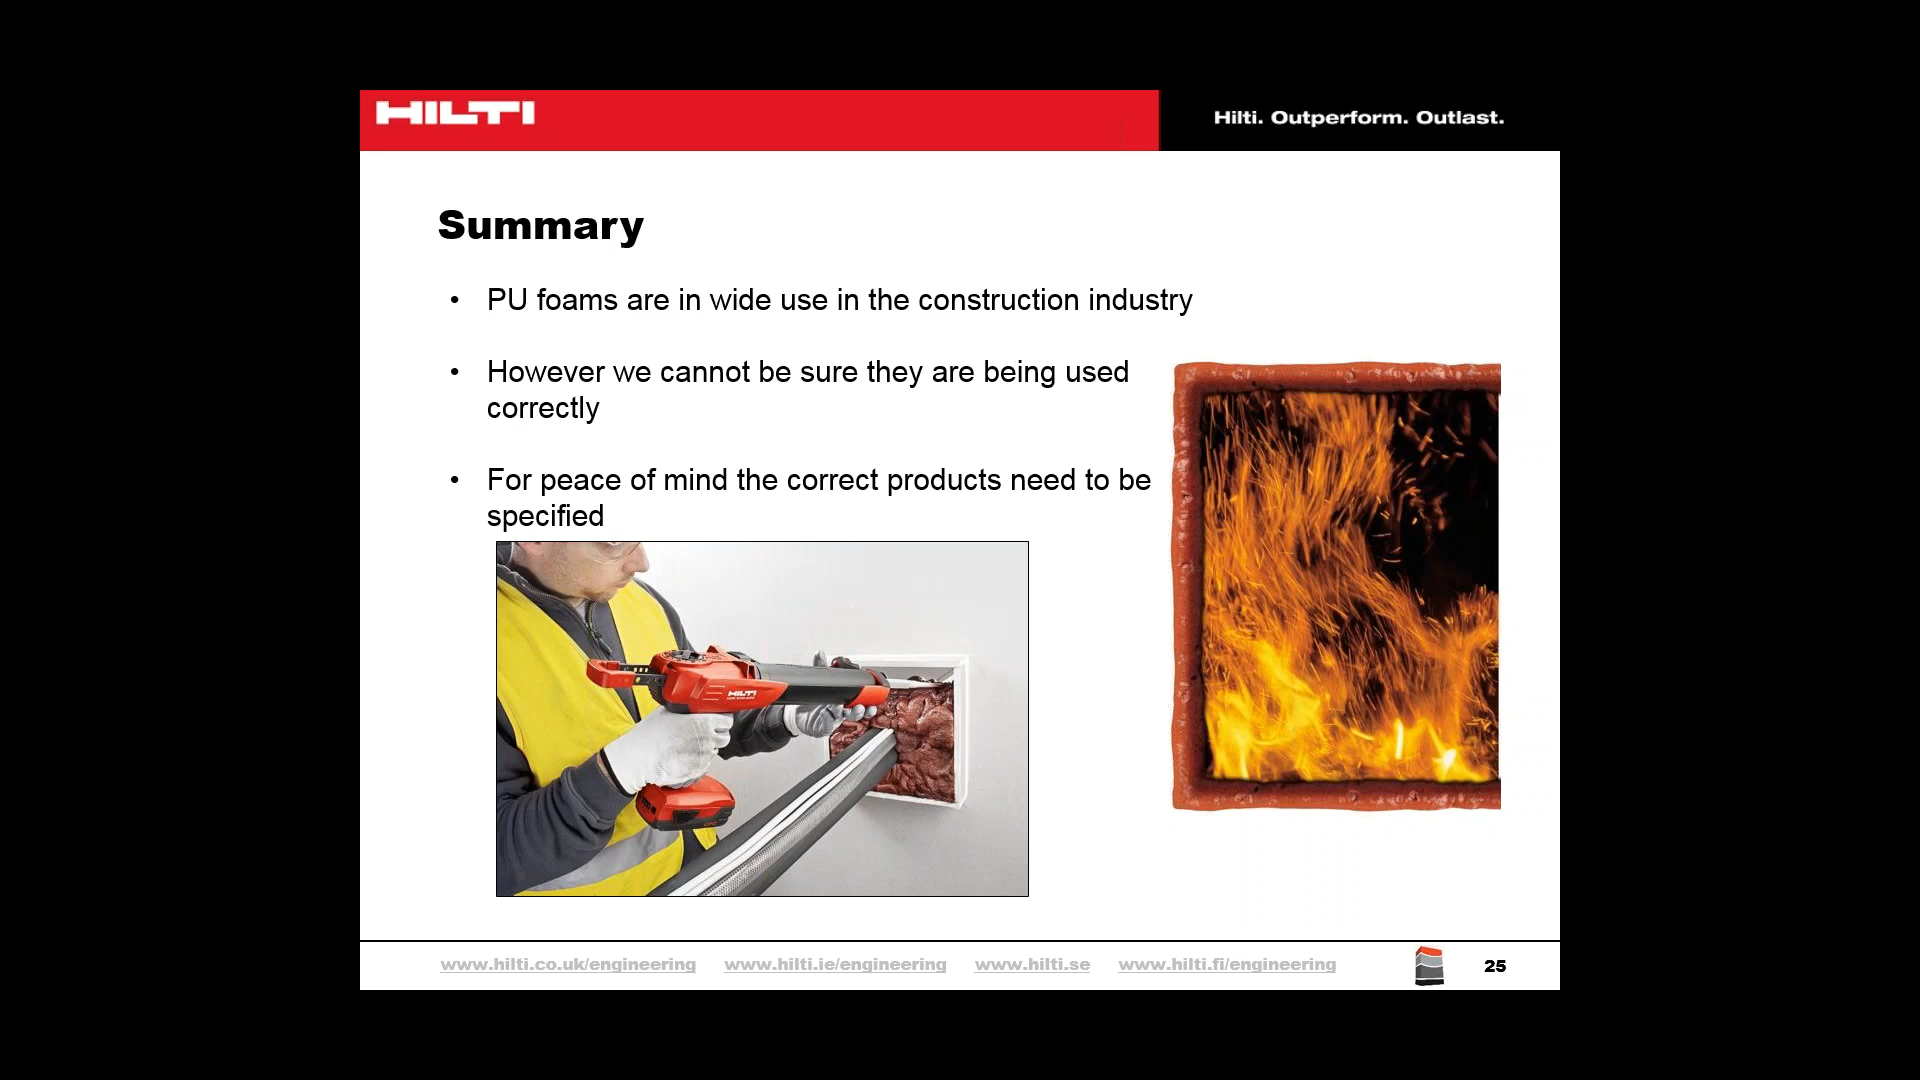 HILTI
Hilti. Outperform. Outlast.
Summary
• PU foams are in wide use in the construction industry
• However we cannot be sure they are being used
correctly
• For peace of mind the correct products need to be
specified
HILTI
www.hilti.co.uk/engineering www.hilti.ie/engineering www.hilti.se www.hilti.fi/engineering
25